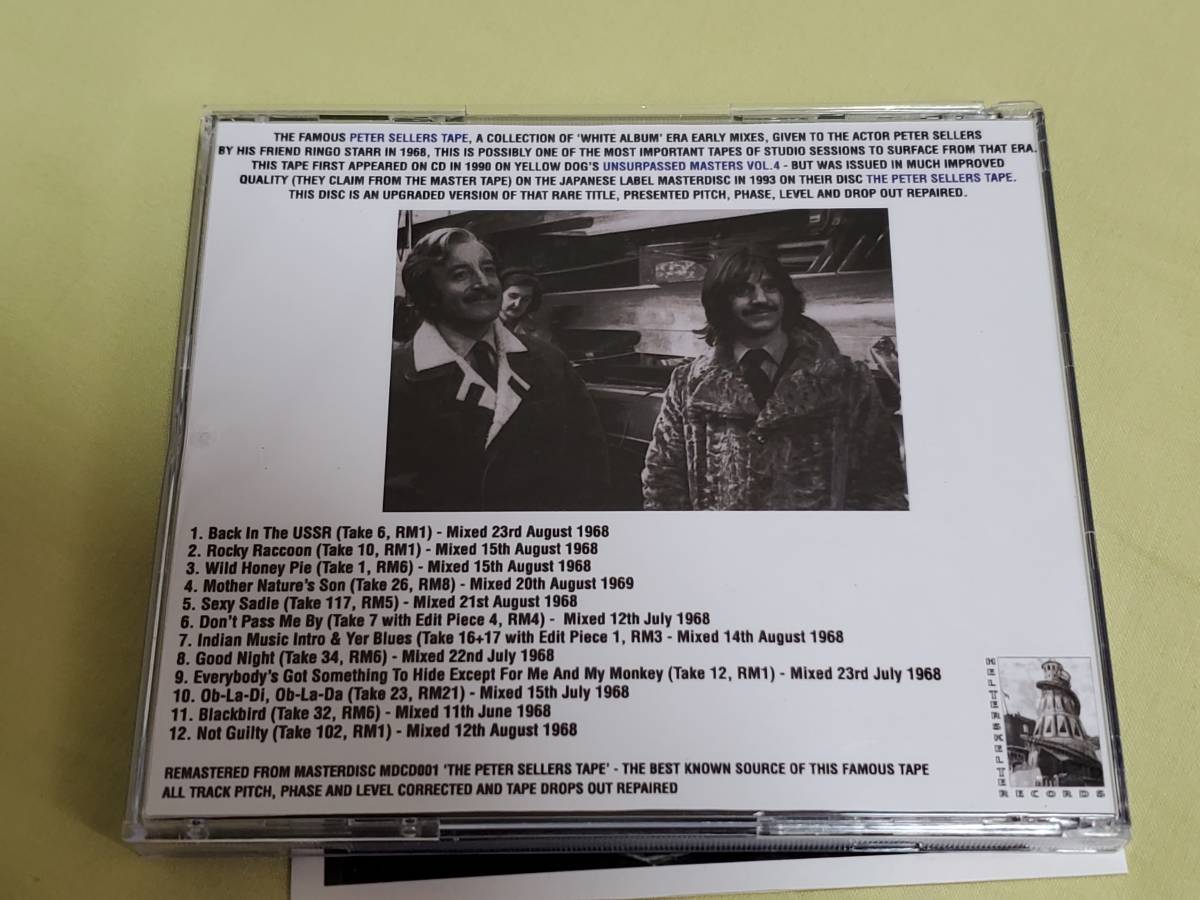 THE FAMOUS PETER SELLERS TAPE, A COLLECTION OF 'WHITE ALBUM' ERA EARLY MIXES, GIVEN TO THE ACTOR PETER SELLERS
BY HIS FRIEND RINGO STARR IN 1968, THIS IS POSSIBLY ONE OF THE MOST IMPORTANT TAPES OF STUDIO SESSIONS TO SURFACE FROM THAT ERA.
THIS TAPE FIRST APPEARED ON CD IN 1990 ON YELLOW DOG'S UNSURPASSED MASTERS VOL.4 - BUT WAS ISSUED IN MUCH IMPROVED
QUALITY (THEY CLAIM FROM THE MASTER TAPE) ON THE JAPANESE LABEL MASTERDISC IN 1993 ON THEIR DISC THE PETER SELLERS TAPE.
THIS DISC IS AN UPGRADED VERSION OF THAT RARE TITLE, PRESENTED PITCH, PHASE, LEVEL AND DROP OUT REPAIRED.
1. Back In The USSR (Take 6, RM1) - Mixed 23rd August 1968
2. Rocky Raccoon (Take 10, RM1) - Mixed 15th August 1968
3. Wild Honey Pie (Take 1, RM6) - Mixed 15th August 1968
4. Mother Nature's Son (Take 26, RM8) - Mixed 20th August 1969
5. Sexy Sadie (Take 117, RM5) - Mixed 21st August 1968
6. Don't Pass Me By (Take 7 with Edit Piece 4, RM4) - Mixed 12th July 1968
7. Indian Music Intro & Yer Blues (Take 16+17 with Edit Piece 1, RM3 - Mixed 14th August 1968
8. Good Night (Take 34, RM6) - Mixed 22nd July 1968
9. Everybody's Got Something To Hide Except For Me And My Monkey (Take 12, RM1) - Mixed 23rd July 1968
10. Ob-La-Di, Ob-La-Da (Take 23, RM21) - Mixed 15th July 1968
11. Blackbird (Take 32, RM6) - Mixed 11th June 1968
12. Not Guilty (Take 102, RM1) - Mixed 12th August 1968
REMASTERED FROM MASTERDISC MDCD001 'THE PETER SELLERS TAPE' - THE BEST KNOWN SOURCE OF THIS FAMOUS TAPE
ALL TRACK PITCH, PHASE AND LEVEL CORRECTED AND TAPE DROPS OUT REPAIRED
HELTERSKELTER
RECORDS